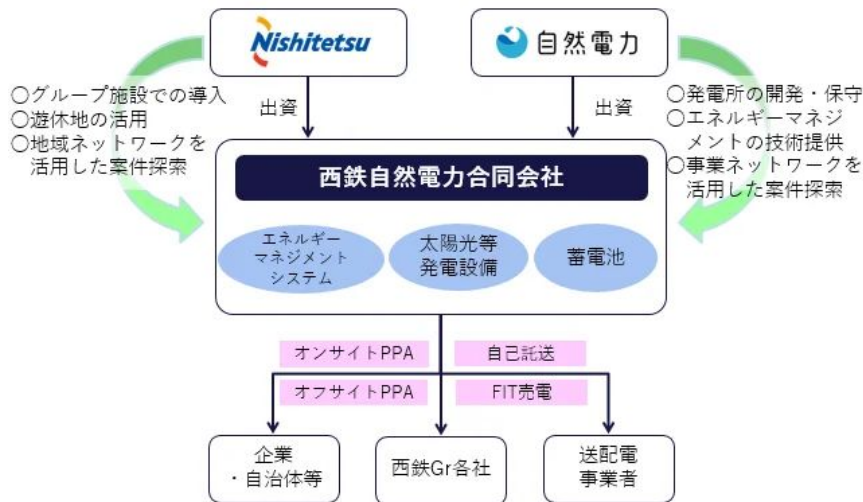 Nishitetsu
自然電力
〇グループ施設での導入
〇遊休地の活用
〇地域ネットワークを
活用した案件探索
出資
出資
〇発電所の開発・保守
〇エネルギーマネジ
メントの技術提供
〇事業ネットワークを
活用した案件探索
西鉄自然電力合同会社
エネルギー
マネジメント
システム
太陽光等
発電設備
蓄電池
オンサイトPPA
自己託送
オフサイトPPA
FIT売電
企業
・自治体等
西鉄Gr各社
送配電
事業者